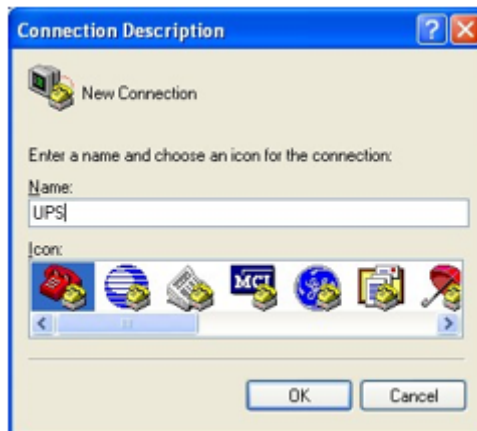 Connection Description
New Connection
Enter a name and choose an icon for the connection:
Name:
UPS
Icon:
MCI
OK
Cancel